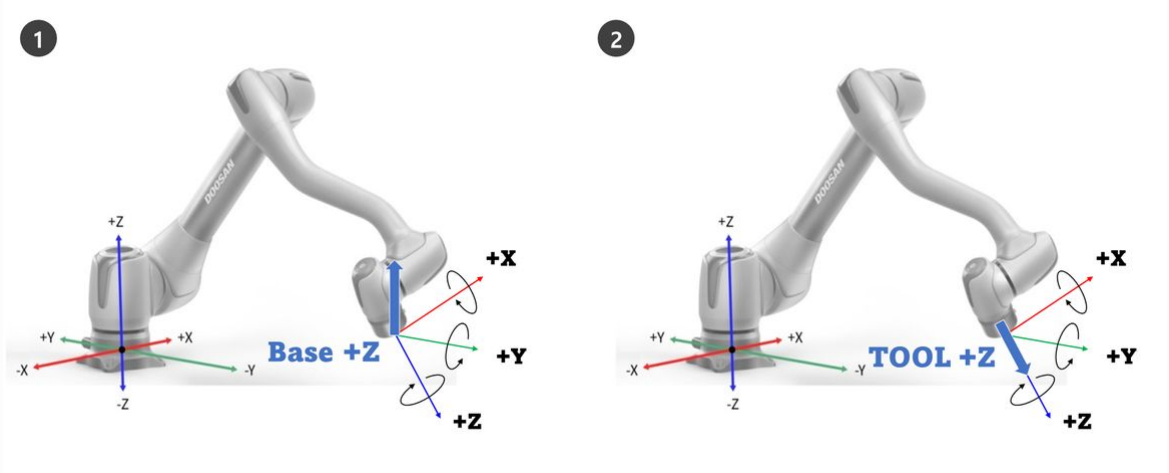 1
DOOSAN
+Z
+Y
+X
-X
-Y
-Z
Base +Z
+X
+Y
+Z
2
DOOSAN
+Z
+Y
+X
-X
-Y
-Z
TOOL +Z
+X
+Y
+Z